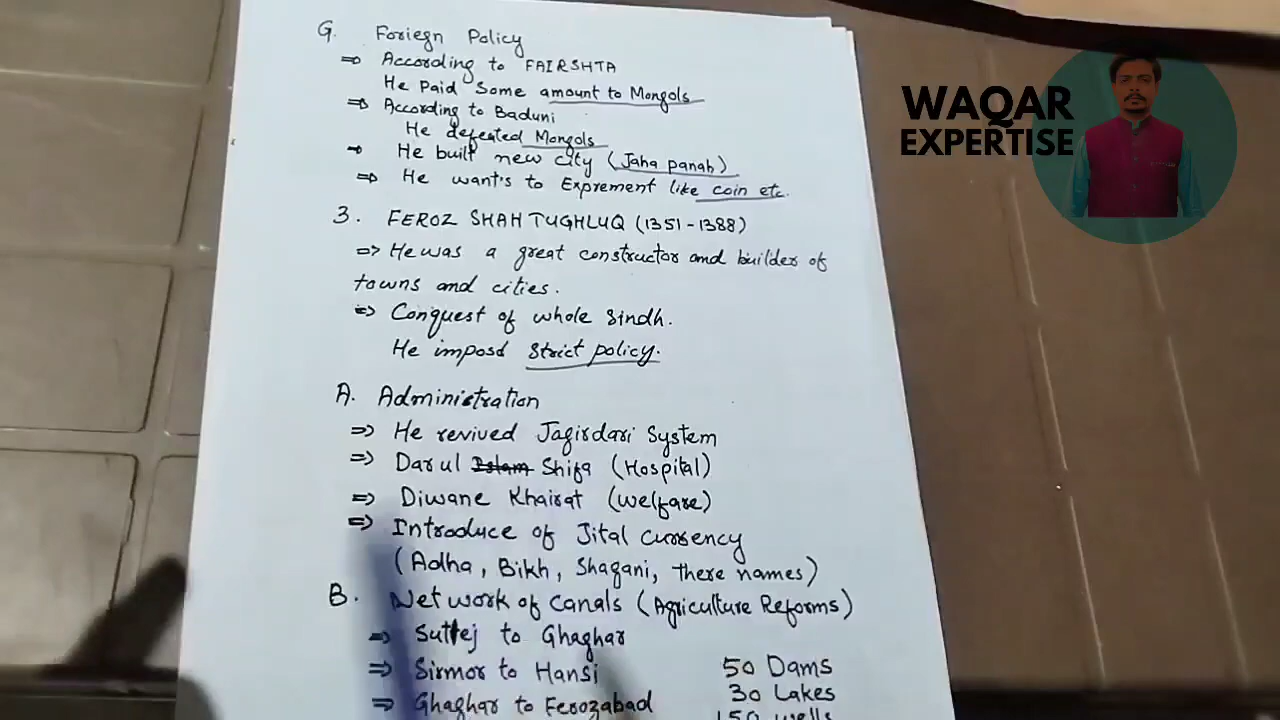 G. Foriegn Policy
⇒ According to FAIRSHTA
He Paid Some amount to Mongols
⇒ According to Baduni
He defeated Mongols
→ He built new city (Jaha panah)
⇒ He want's to Exprement like coin etc.
3. FEROZ SHAH TUGHLUQ (1351-1388)
⇒ He was a great constructor and builder of
towns and cities.
⇒ Conquest of whole Sindh.
He imposd Strict policy.
A. Administration
⇒ He revived Jagirdari System
⇒ Darul Islam Shifa (Hospital)
⇒ Diwane Khairat (welfare)
⇒ Introduce of Jital Currency
(Adha, Bikh, Shagani, there names)
B. Network of Canals (Agriculture Reforms)
⇒ Sutlej to Ghaghar
⇒ Sirmor to Hansi 50 Dams
⇒ Ghaghar to Ferozabad 30 Lakes
150 wells
WAQAR
EXPERTISE